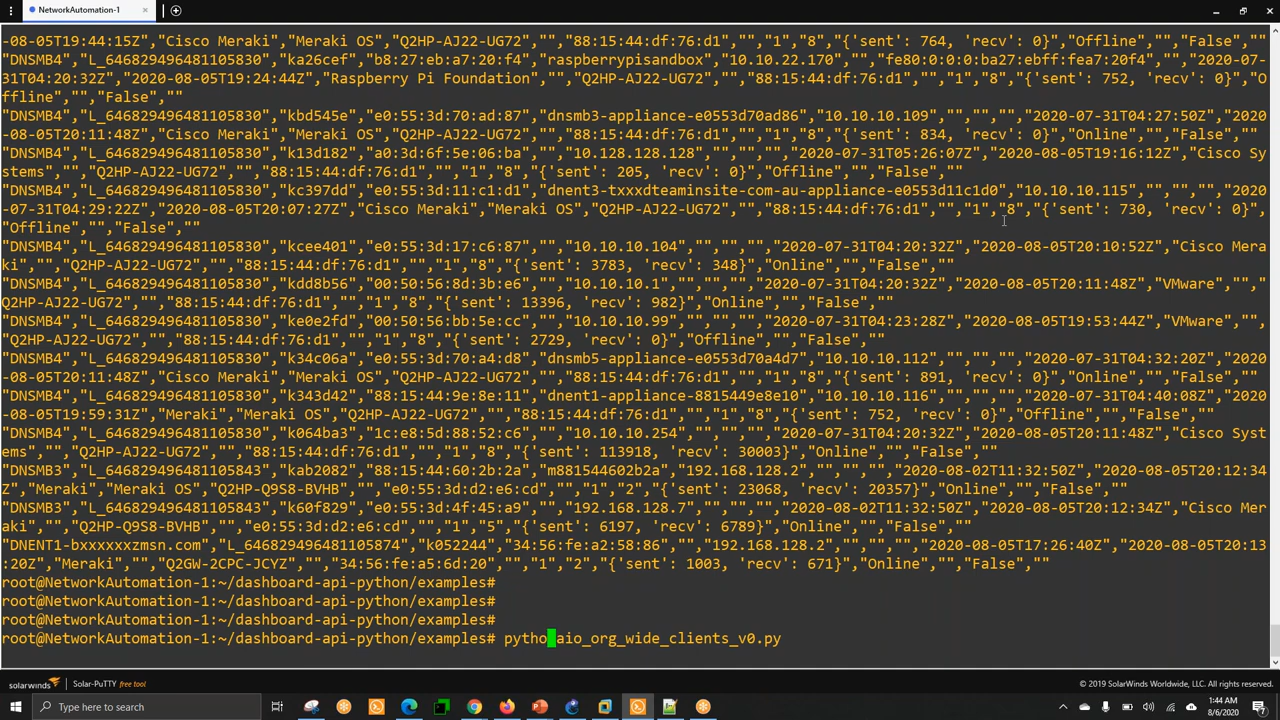 NetworkAutomation-1
-08-05T19:44:15Z","Cisco Meraki","Meraki OS","Q2HP-AJ22-UG72","","88:15:44:df:76:d1","","1","8","{'sent': 764, 'recv': 0}","Offline","","False",""
"DNSMB4","L_646829496481105830","ka26cef","b8:27:eb:a7:20:f4","raspberrypisandbox","10.10.22.170","","fe80:0:0:0:ba27:ebff:fea7:20f4","","2020-07-
31T04:20:32Z","2020-08-05T19:24:44Z","Raspberry Pi Foundation","","Q2HP-AJ22-UG72","","88:15:44:df:76:d1","","1","8","{'sent': 752, 'recv': 0}","O
ffline","","False",""
"DNSMB4","L_646829496481105830","kbd545e","e0:55:3d:70:ad:87","dnsmb3-appliance-e0553d70ad86","10.10.10.109","","","","2020-07-31T04:27:50Z","2020
-08-05T20:11:48Z","Cisco Meraki","Meraki OS","Q2HP-AJ22-UG72","","88:15:44:df:76:d1","","1","8","{'sent': 834, 'recv': 0}","Online","","False",""
"DNSMB4","L_646829496481105830","k13d182","a0:3d:6f:5e:06:ba","","10.128.128.128","","","","2020-07-31T05:26:07Z","2020-08-05T19:16:12Z","Cisco Sy
stems","","Q2HP-AJ22-UG72","","88:15:44:df:76:d1","","1","8","{'sent': 205, 'recv': 0}","Offline","","False",""
"DNSMB4","L_646829496481105830","kc397dd","e0:55:3d:11:c1:d1","dnent3-txxxdteaminsite-com-au-appliance-e0553d11c1d0","10.10.10.115","","","","2020
-07-31T04:29:22Z","2020-08-05T20:07:27Z","Cisco Meraki","Meraki OS","Q2HP-AJ22-UG72","","88:15:44:df:76:d1","","1","8","{'sent': 730, 'recv': 0}",
"Offline","","False",""
"DNSMB4","L_646829496481105830","kcee401","e0:55:3d:17:c6:87","","10.10.10.104","","","","2020-07-31T04:20:32Z","2020-08-05T20:10:52Z","Cisco Mera
ki","","Q2HP-AJ22-UG72","","88:15:44:df:76:d1","","1","8","{'sent': 3783, 'recv': 348}","Online","","False",""
"DNSMB4","L_646829496481105830","kdd8b56","00:50:56:8d:3b:e6","","10.10.10.1","","","","2020-07-31T04:20:32Z","2020-08-05T20:11:48Z","VMware","","
Q2HP-AJ22-UG72","","88:15:44:df:76:d1","","1","8","{'sent': 13396, 'recv': 982}","Online","","False",""
"DNSMB4","L_646829496481105830","ke0e2fd","00:50:56:bb:5e:cc","","10.10.10.99","","","","2020-07-31T04:23:28Z","2020-08-05T19:53:44Z","VMware","",
"Q2HP-AJ22-UG72","","88:15:44:df:76:d1","","1","8","{'sent': 2729, 'recv': 0}","Offline","","False",""
"DNSMB4","L_646829496481105830","k34c06a","e0:55:3d:70:a4:d8","dnsmb5-appliance-e0553d70a4d7","10.10.10.112","","","","2020-07-31T04:32:20Z","2020
-08-05T20:11:48Z","Cisco Meraki","Meraki OS","Q2HP-AJ22-UG72","","88:15:44:df:76:d1","","1","8","{'sent': 891, 'recv': 0}","Online","","False",""
"DNSMB4","L_646829496481105830","k343d42","88:15:44:9e:8e:11","dnent1-appliance-8815449e8e10","10.10.10.116","","","","2020-07-31T04:40:08Z","2020
-08-05T19:59:31Z","Meraki","Meraki OS","Q2HP-AJ22-UG72","","88:15:44:df:76:d1","","1","8","{'sent': 752, 'recv': 0}","Offline","","False",""
"DNSMB4","L_646829496481105830","k064ba3","1c:e8:5d:88:52:c6","","10.10.10.254","","","","2020-07-31T04:20:32Z","2020-08-05T20:11:48Z","Cisco Syst
ems","","Q2HP-AJ22-UG72","","88:15:44:df:76:d1","","1","8","{'sent': 113918, 'recv': 30003}","Online","","False",""
"DNSMB3","L_646829496481105843","kab2082","88:15:44:60:2b:2a","m881544602b2a","192.168.128.2","","","","2020-08-02T11:32:50Z","2020-08-05T20:12:34
Z","Meraki","Meraki OS","Q2HP-Q9S8-BVHB","","e0:55:3d:d2:e6:cd","","1","2","{'sent': 23068, 'recv': 20357}","Online","","False",""
"DNSMB3","L_646829496481105843","k60f829","e0:55:3d:4f:45:a9","","192.168.128.7","","","","2020-08-02T11:32:50Z","2020-08-05T20:12:34Z","Cisco Mer
aki","","Q2HP-Q9S8-BVHB","","e0:55:3d:d2:e6:cd","","1","5","{'sent': 6197, 'recv': 6789}","Online","","False",""
"DNENT1-bxxxxxxzmsn.com","L_646829496481105874","k052244","34:56:fe:a2:58:86","","192.168.128.2","","","","2020-08-05T17:26:40Z","2020-08-05T20:13
:20Z","Meraki","","Q2GW-2CPC-JCYZ","","34:56:fe:a5:6d:20","","1","2","{'sent': 1003, 'recv': 671}","Online","","False",""
root@NetworkAutomation-1:~/dashboard-api-python/examples#
root@NetworkAutomation-1:~/dashboard-api-python/examples#
root@NetworkAutomation-1:~/dashboard-api-python/examples#
root@NetworkAutomation-1:~/dashboard-api-python/examples# pytho aio_org_wide_clients_v0.py
solarwinds Solar-PuTTY free tool © 2019 SolarWinds Worldwide, LLC. All rights reserved.
Type here to search
1:44 AM
8/6/2020
7